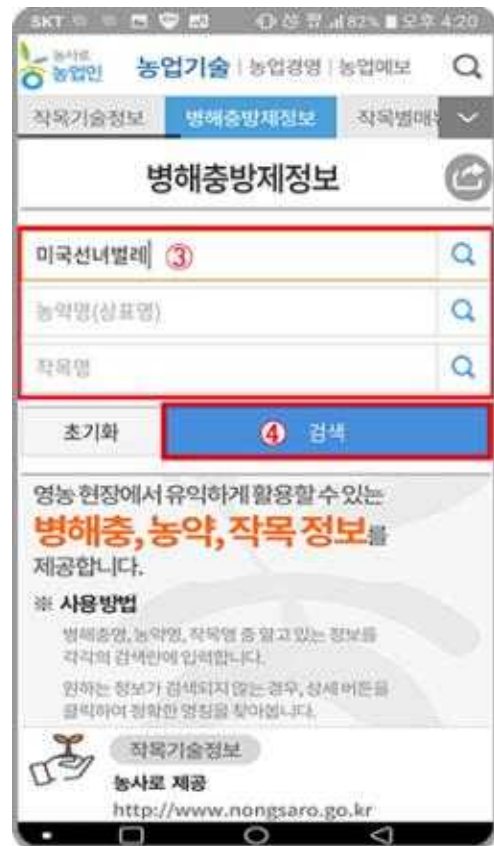 SKT 82% 오후 4:20
농사로
농업인 농업기술 | 농업경영 | 농업예보
작목기술정보 병해충방제정보 작목별매
병해충방제정보
미국선녀벌레 ③
농약명(상표명)
작목명
초기화 ④ 검색
영농 현장에서 유익하게 활용할 수 있는
병해충, 농약, 작목 정보를
제공합니다.
※ 사용방법
병해충명, 농약명, 작목명 중 알고 있는 정보를
각각의 검색란에 입력합니다.
원하는 정보가 검색되지 않는 경우, 상세버튼을
클릭하여 정확한 명칭을 찾아봅니다.
작목기술정보
농사로 제공
http://www.nongsaro.go.kr